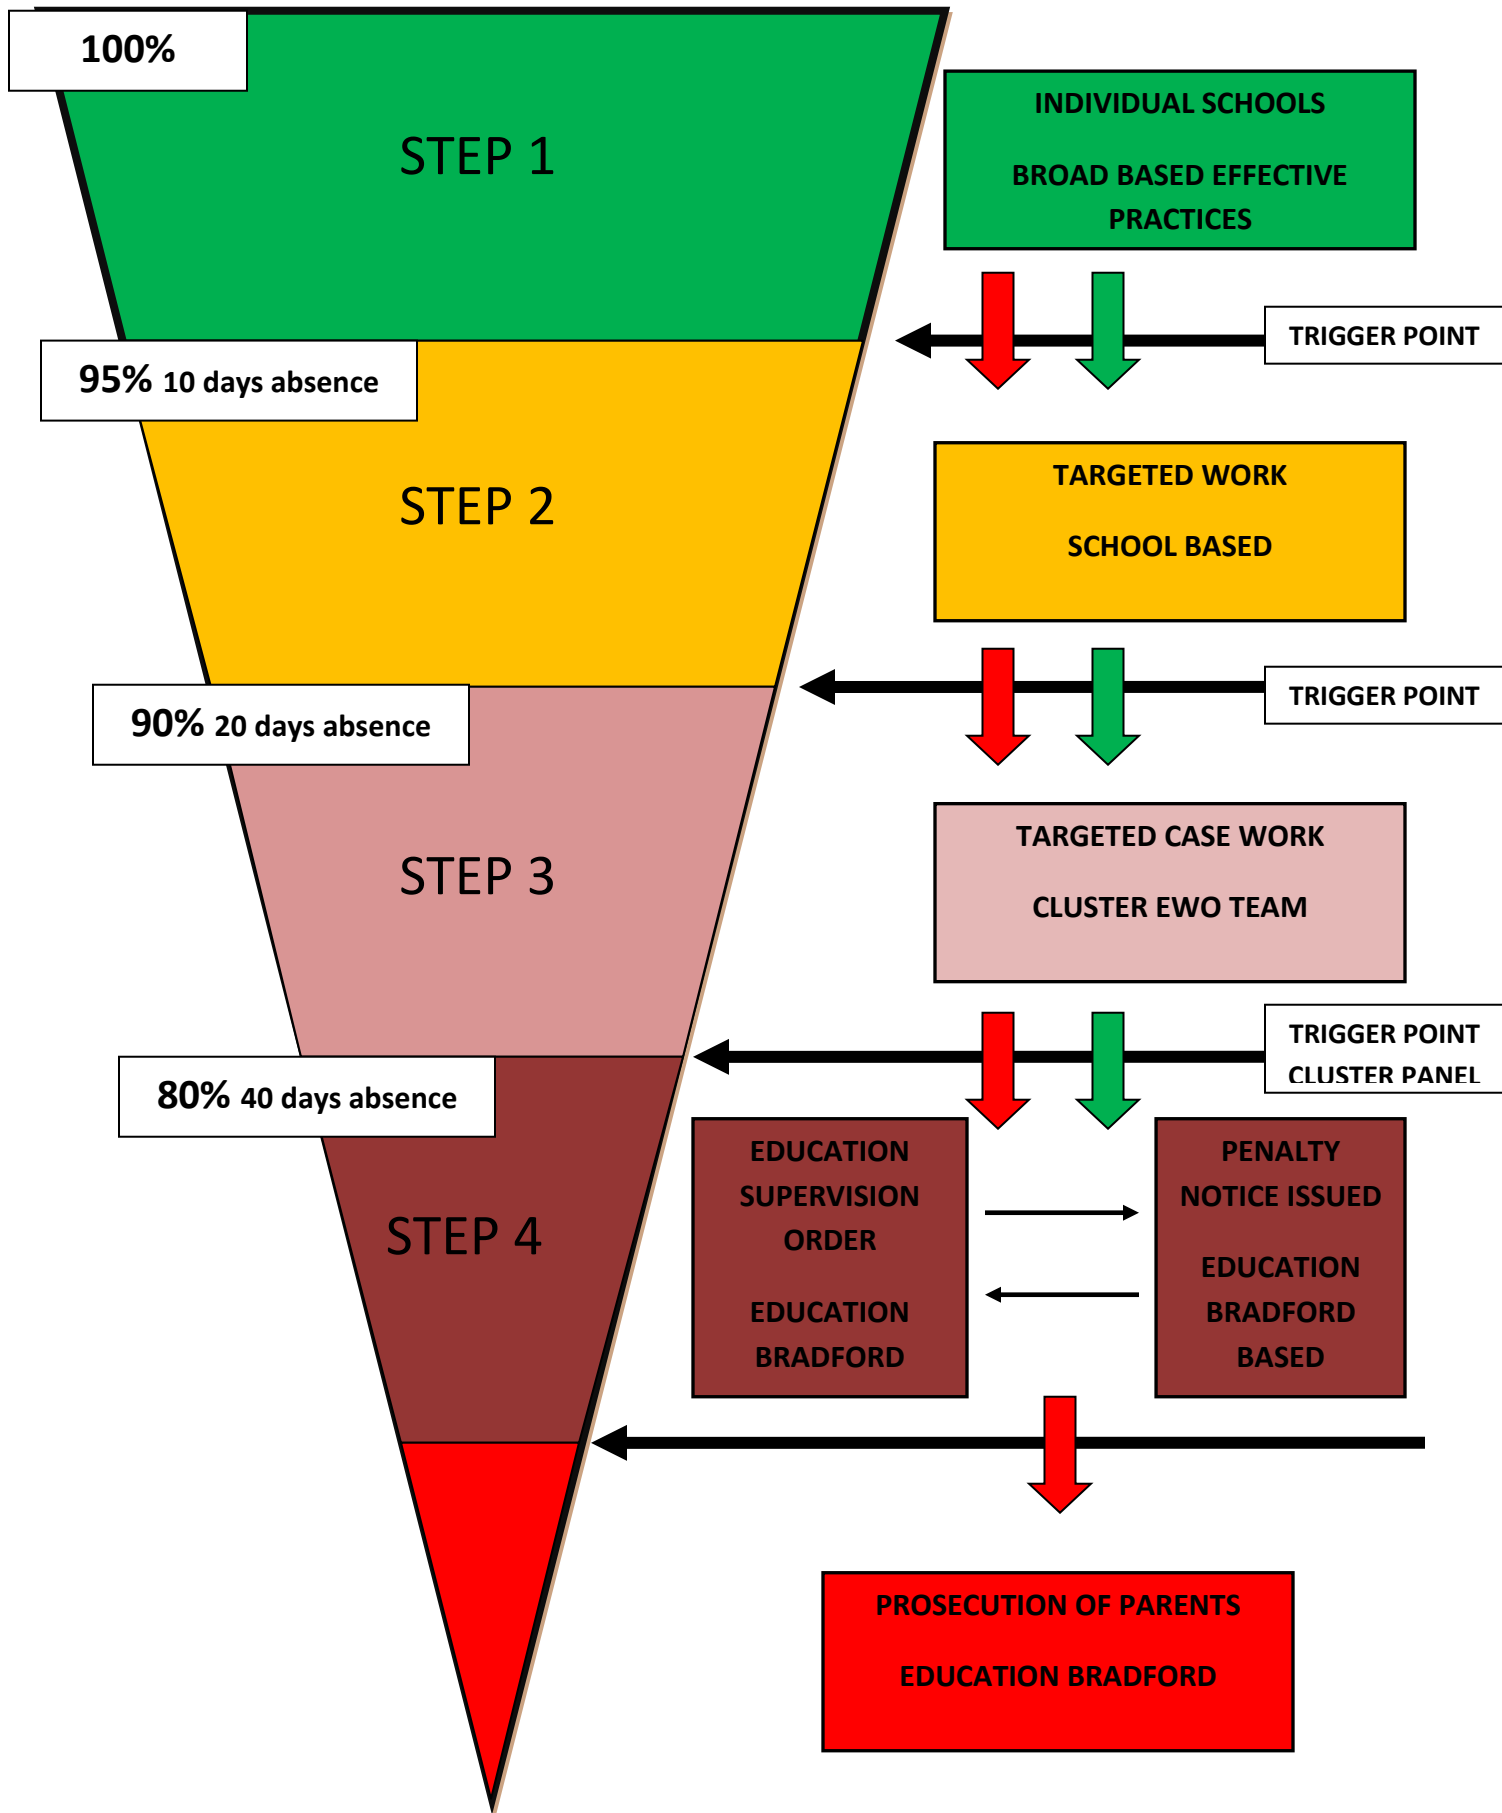 100%
STEP 1
INDIVIDUAL SCHOOLS
BROAD BASED EFFECTIVE
PRACTICES
TRIGGER POINT
95% 10 days absence
STEP 2
TARGETED WORK
SCHOOL BASED
TRIGGER POINT
90% 20 days absence
STEP 3
TARGETED CASE WORK
CLUSTER EWO TEAM
TRIGGER POINT
CLUSTER PANEL
80% 40 days absence
STEP 4
EDUCATION
SUPERVISION
ORDER
EDUCATION
BRADFORD
PENALTY
NOTICE ISSUED
EDUCATION
BRADFORD
BASED
PROSECUTION OF PARENTS
EDUCATION BRADFORD